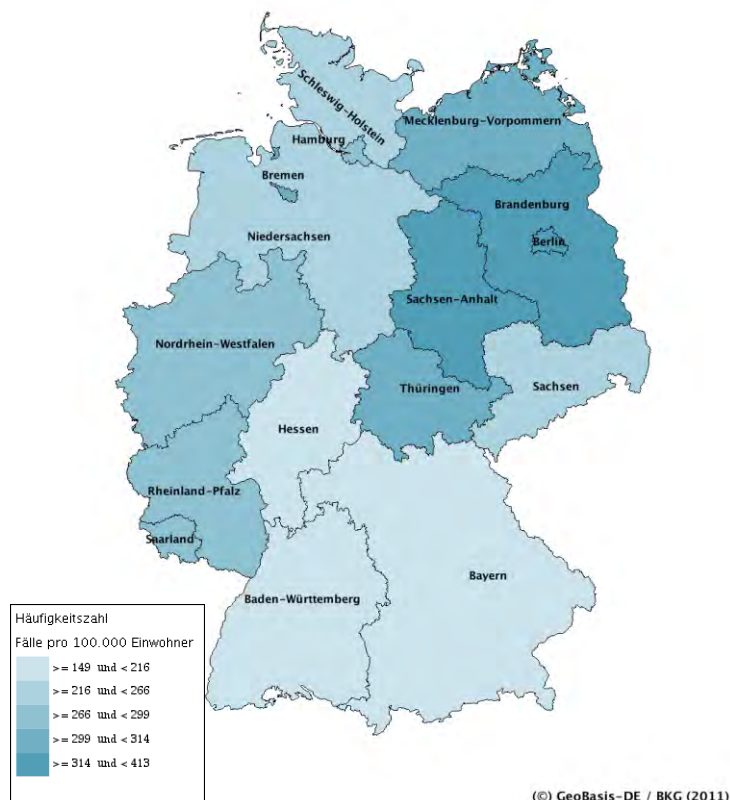 Schleswig-Holstein
Mecklenburg-Vorpommern
Hamburg
Bremen
Brandenburg
Niedersachsen
Berlin
Sachsen-Anhalt
Nordrhein-Westfalen
Thüringen
Sachsen
Hessen
Rheinland-Pfalz
Saarland
Bayern
Baden-Württemberg
Häufigkeitszahl
Fälle pro 100.000 Einwohner
>= 149 und < 216
>= 216 und < 266
>= 266 und < 299
>= 299 und < 314
>= 314 und < 413
(©) GeoBasis-DE / BKG (2011)